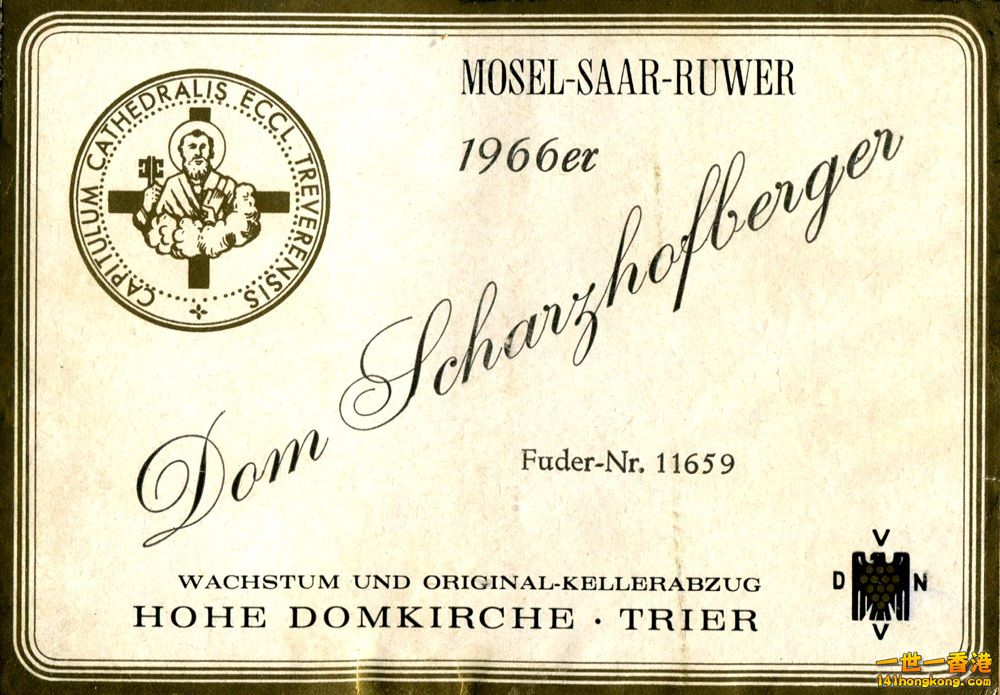 CAPITULUM CATHEDRALIS ECCL. TREVERENSIS
MOSEL-SAAR-RUWER
1966er
Dom Scharzhofberger
Fuder-Nr. 11659
WACHSTUM UND ORIGINAL-KELLERABZUG
HOHE DOMKIRCHE · TRIER
V
D N
V
一世一香港
141hongkong.com